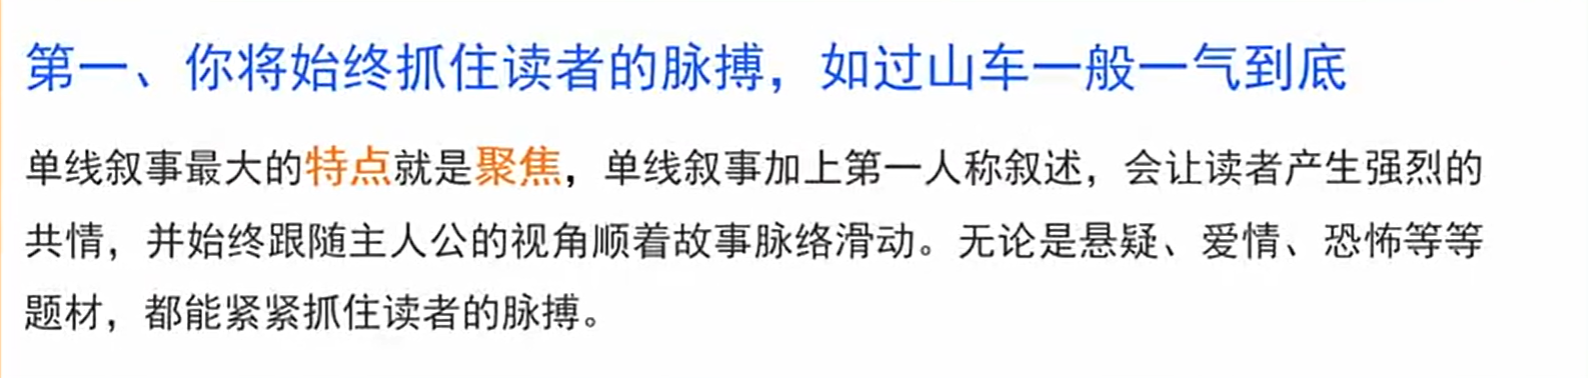 第一、你将始终抓住读者的脉搏，如过山车一般一气到底
单线叙事最大的特点就是聚焦，单线叙事加上第一人称叙述，会让读者产生强烈的
共情，并始终跟随主人公的视角顺着故事脉络滑动。无论是悬疑、爱情、恐怖等等
题材，都能紧紧抓住读者的脉搏。